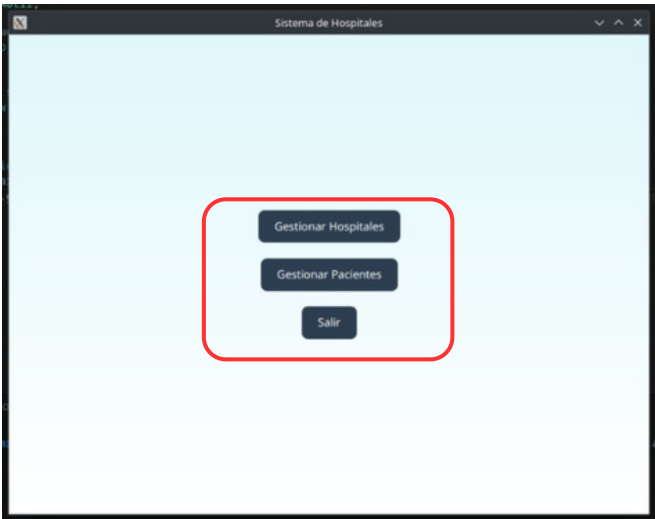 Sistema de Hospitales
Gestionar Hospitales
Gestionar Pacientes
Salir